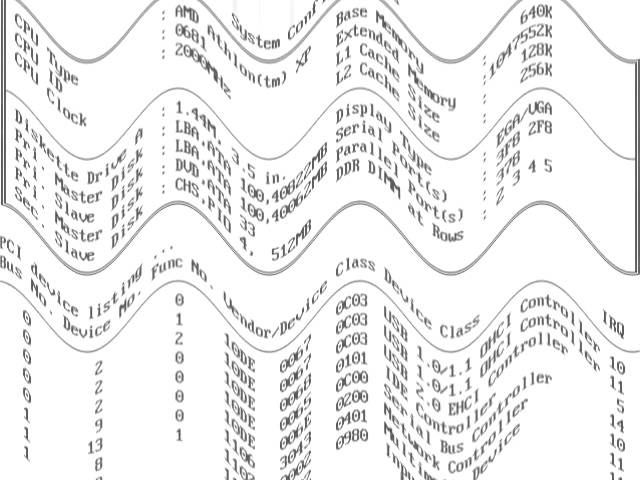 System Conf
CPU Type : AMD Athlon(tm) XP Base Memory : 640K
CPU ID : 0681 Extended Memory : 1047552K
CPU Clock : 2000MHz L1 Cache Size : 128K
L2 Cache Size : 256K
Diskette Drive A : 1.44M, 3.5 in. Display Type : EGA/VGA
Pri. Master Disk : LBA,ATA 100,40822MB Serial Port(s) : 3F8 2F8
Pri. Slave Disk : LBA,ATA 100,40062MB Parallel Port(s) : 378
Sec. Master Disk : DVD,ATA 33 DDR DIMM at Rows : 2 3 4 5
Sec. Slave Disk : CHS,PIO 4, 512MB
PCI device listing ...
Bus No. Device No. Func No. Vendor/Device Class Device Class IRQ
0 2 0 10DE 0067 0C03 USB 1.0/1.1 OHCI Controller 10
0 2 1 10DE 0067 0C03 USB 1.0/1.1 OHCI Controller 11
0 2 2 10DE 0068 0C03 USB 2.0 EHCI Controller 5
0 9 0 10DE 0065 0101 IDE Controller 14
0 13 0 10DE 006E 0C00 Serial Bus Controller 10
1 8 0 1106 3043 0200 Network Controller 11
1 0 1102 0002 0401 Multimedia Device
1 1 0980